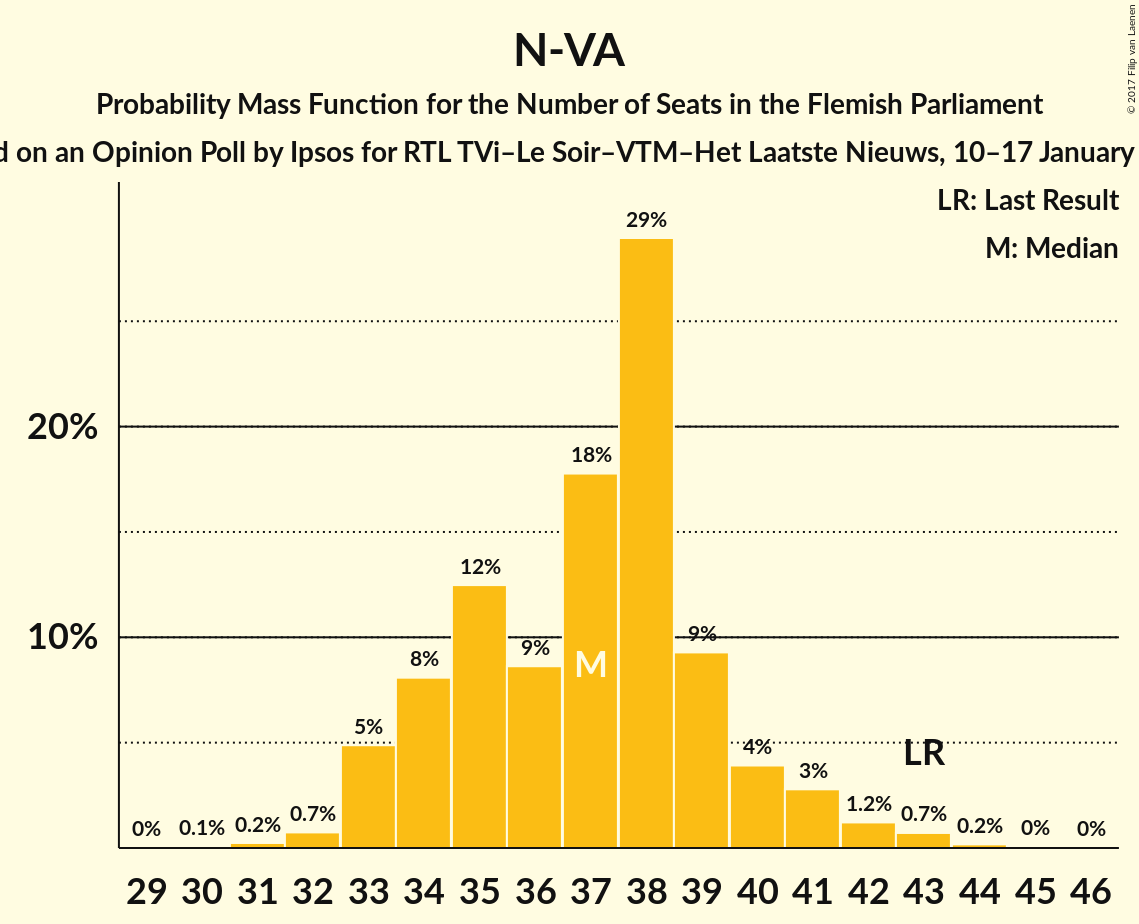 N-VA
Probability Mass Function for the Number of Seats in the Flemish Parliament
on an Opinion Poll by Ipsos for RTL TVi–Le Soir–VTM–Het Laatste Nieuws, 10–17 January
© 2017 Filip van Laenen
LR: Last Result
M: Median
29%
20%
18%
12%
10%
9%
9%
8%
M
5%
4%
LR
3%
1.2%
0.7%
0.7%
0.2%
0.2%
0.1%
0%
0%
0%
29 30 31 32 33 34 35 36 37 38 39 40 41 42 43 44 45 46